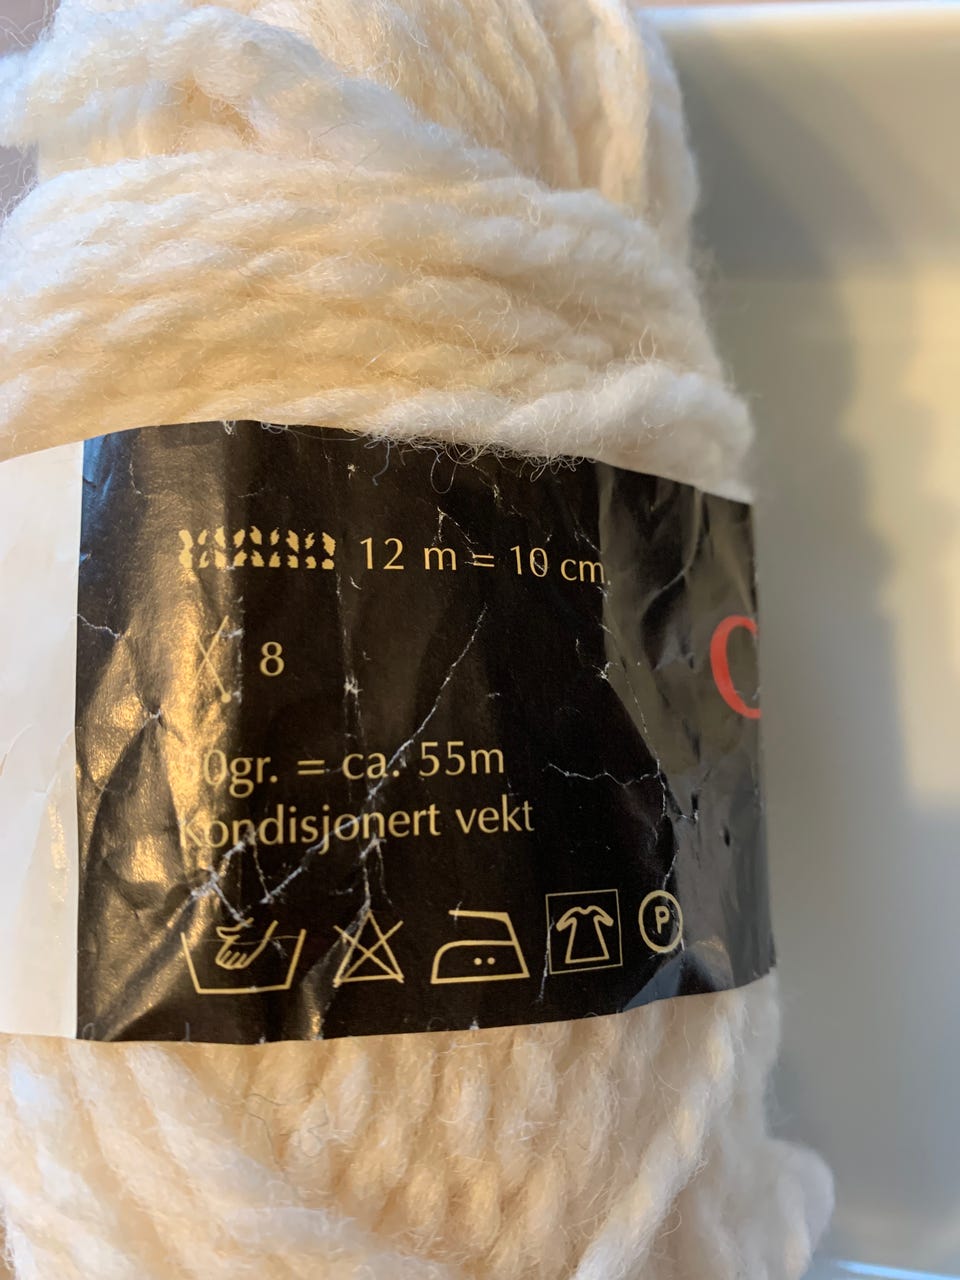 12 m = 10 cm.
8
0gr. = ca. 55m
Kondisjonert vekt
P
C